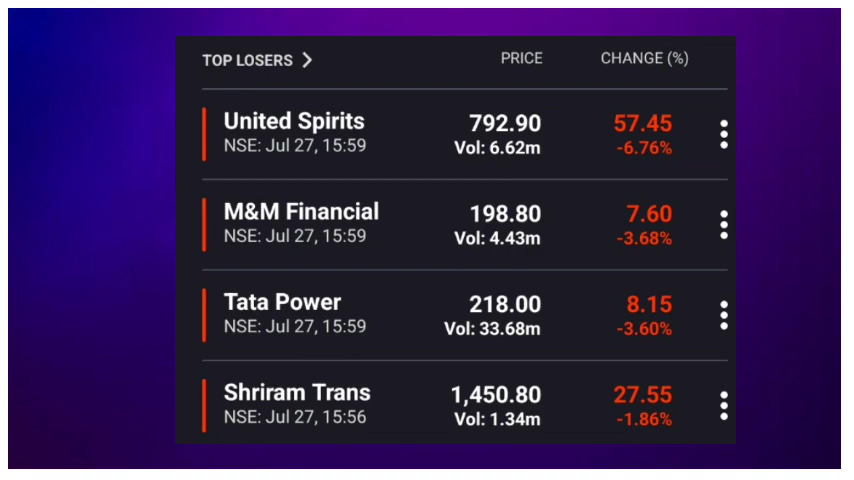 TOP LOSERS > PRICE CHANGE (%)
United Spirits 792.90 57.45
NSE: Jul 27, 15:59 Vol: 6.62m -6.76%
M&M Financial 198.80 7.60
NSE: Jul 27, 15:59 Vol: 4.43m -3.68%
Tata Power 218.00 8.15
NSE: Jul 27, 15:59 Vol: 33.68m -3.60%
Shriram Trans 1,450.80 27.55
NSE: Jul 27, 15:56 Vol: 1.34m -1.86%